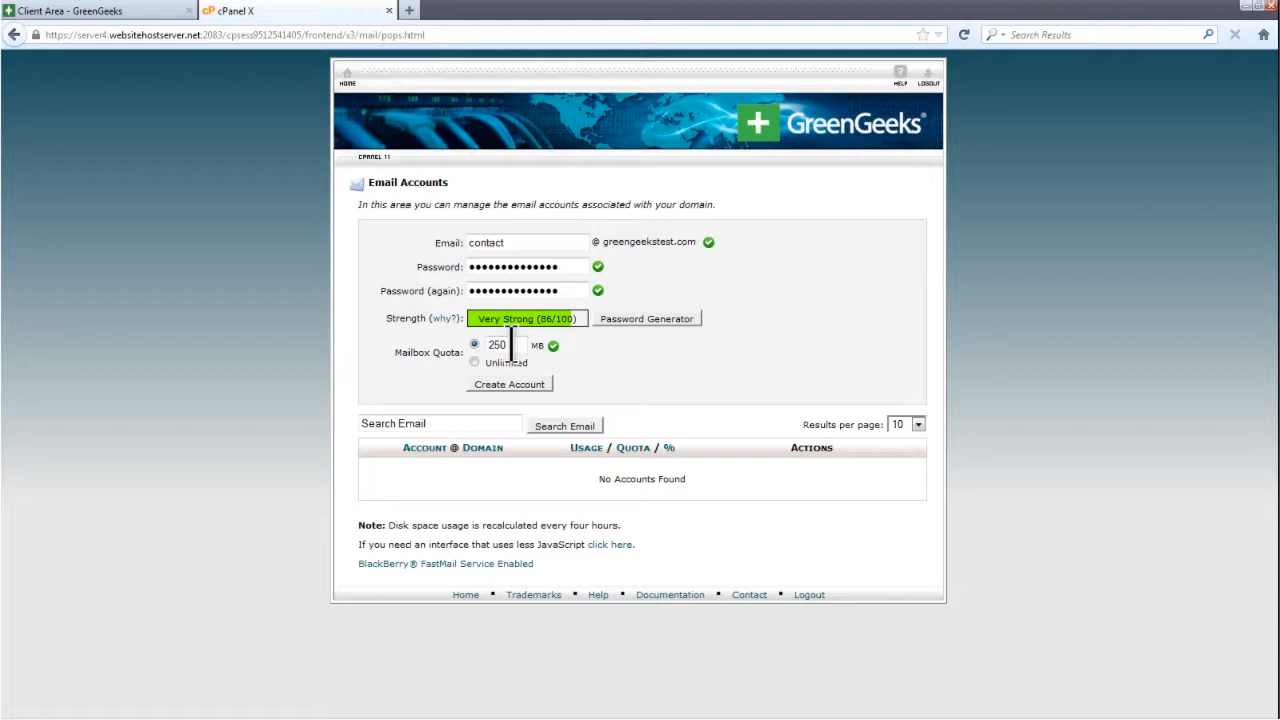 Client Area - GreenGeeks
cPanel X
https://server4.websitehostserver.net:2083/cpsess9512541405/frontend/x3/mail/pops.html
Search Results
HOME
HELP
LOGOUT
GreenGeeks®
CPANEL 11
Email Accounts
In this area you can manage the email accounts associated with your domain.
Email: contact @ greengeekstest.com
Password: ••••••••••••••
Password (again): ••••••••••••••
Strength (why?): Very Strong (86/100) Password Generator
Mailbox Quota: 250 MB
Unlimited
Create Account
Search Email Search Email Results per page: 10
ACCOUNT @ DOMAIN USAGE / QUOTA / % ACTIONS
No Accounts Found
Note: Disk space usage is recalculated every four hours.
If you need an interface that uses less JavaScript click here.
BlackBerry® FastMail Service Enabled
Home ▪ Trademarks ▪ Help ▪ Documentation ▪ Contact ▪ Logout